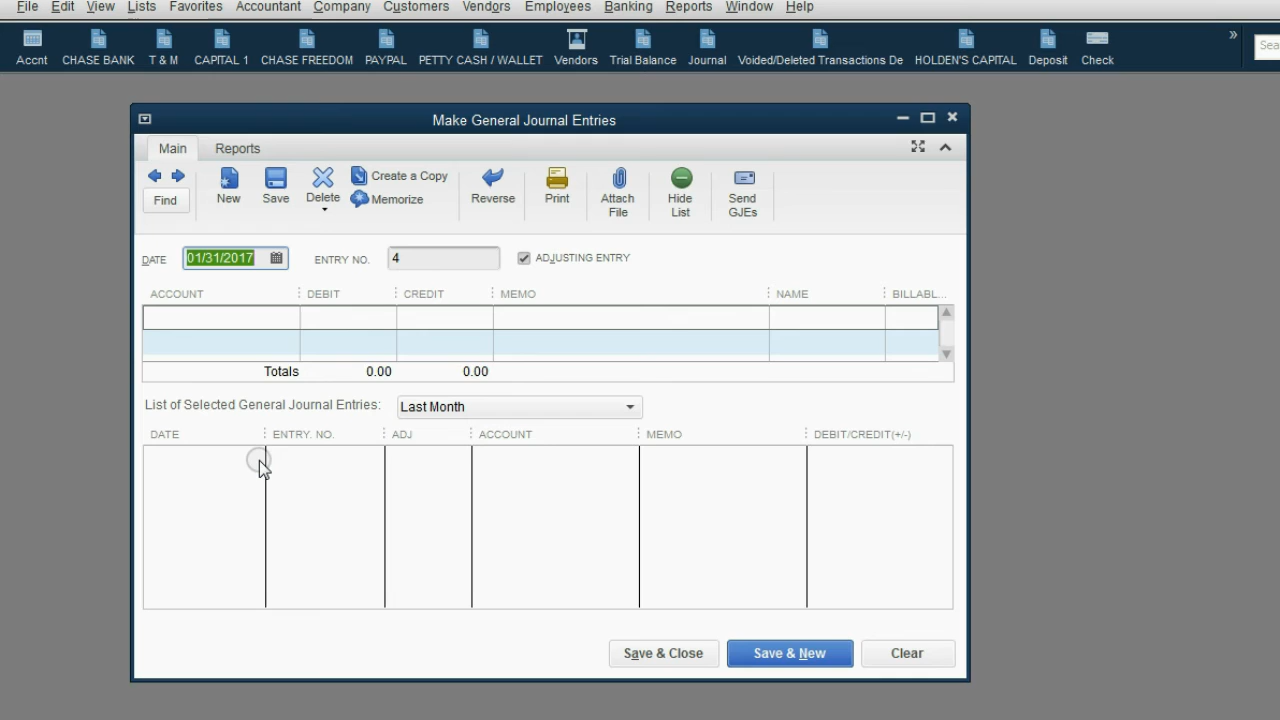 File Edit View Lists Favorites Accountant Company Customers Vendors Employees Banking Reports Window Help
Accnt CHASE BANK T & M CAPITAL 1 CHASE FREEDOM PAYPAL PETTY CASH / WALLET Vendors Trial Balance Journal Voided/Deleted Transactions De HOLDEN'S CAPITAL Deposit Check » Sea
Make General Journal Entries
Main Reports
Find New Save Delete Create a Copy Memorize Reverse Print Attach File Hide List Send GJEs
DATE 01/31/2017 ENTRY NO. 4 ADJUSTING ENTRY
ACCOUNT DEBIT CREDIT MEMO NAME BILLABL...
Totals 0.00 0.00
List of Selected General Journal Entries: Last Month
DATE ENTRY. NO. ADJ ACCOUNT MEMO DEBIT/CREDIT(+/-)
Save & Close Save & New Clear